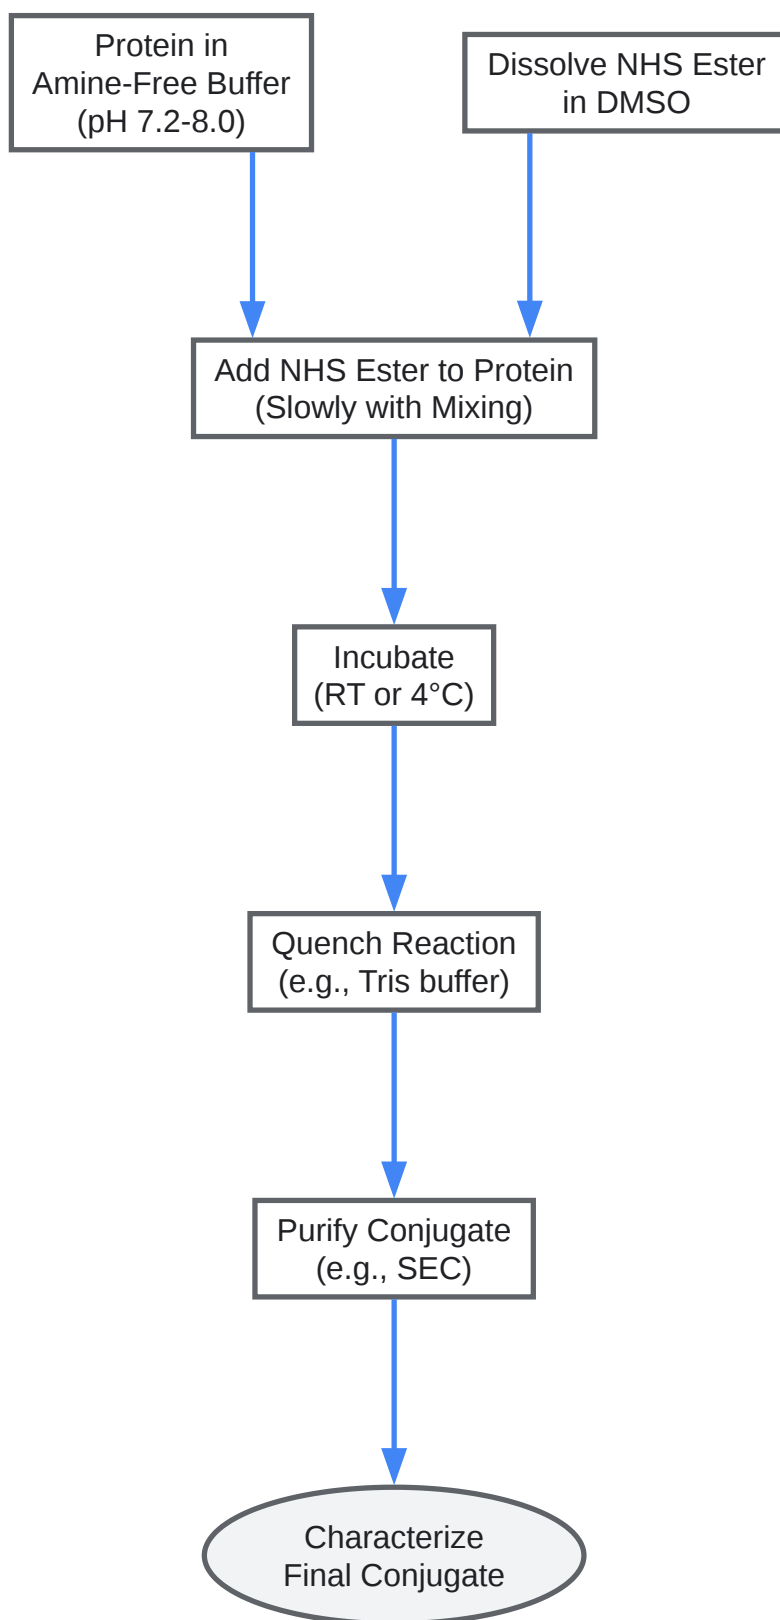 Protein in
Amine-Free Buffer
(pH 7.2-8.0)
Dissolve NHS Ester
in DMSO
Add NHS Ester to Protein
(Slowly with Mixing)
Incubate
(RT or 4°C)
Quench Reaction
(e.g., Tris buffer)
Purify Conjugate
(e.g., SEC)
Characterize
Final Conjugate